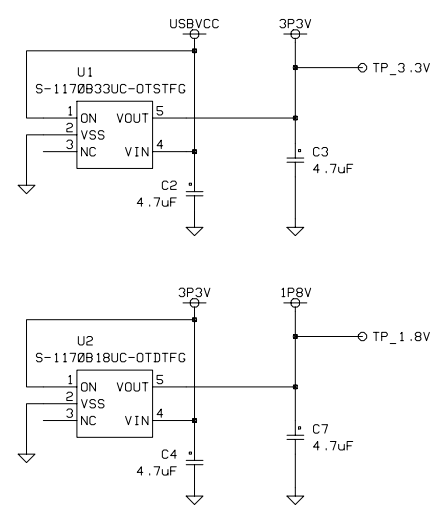 USBVCC 3P3V
TP_3.3V
U1
S-1170B33UC-OTSTFG
1 ON VOUT 5
2 VSS
3 NC VIN 4
C2
4.7uF
C3
4.7uF
3P3V 1P8V
TP_1.8V
U2
S-1170B18UC-OTDTFG
1 ON VOUT 5
2 VSS
3 NC VIN 4
C4
4.7uF
C7
4.7uF